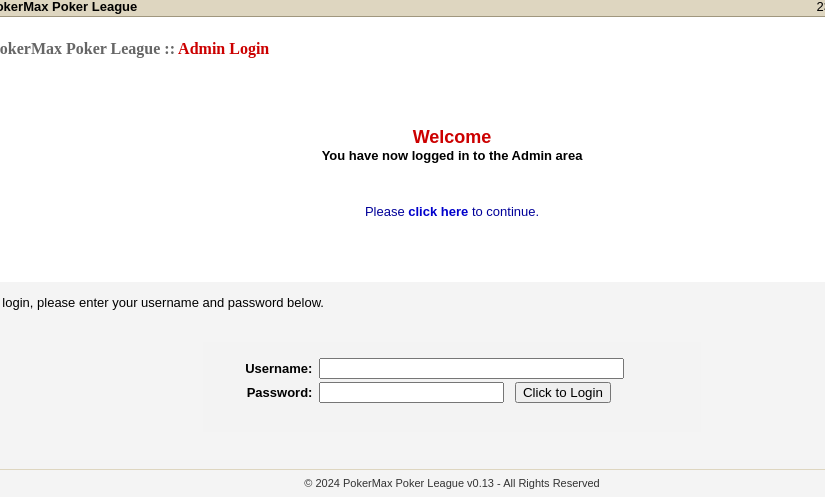 okerMax Poker League 2
okerMax Poker League :: Admin Login
Welcome
You have now logged in to the Admin area
Please click here to continue.
login, please enter your username and password below.
Username:
Password: Click to Login
© 2024 PokerMax Poker League v0.13 - All Rights Reserved